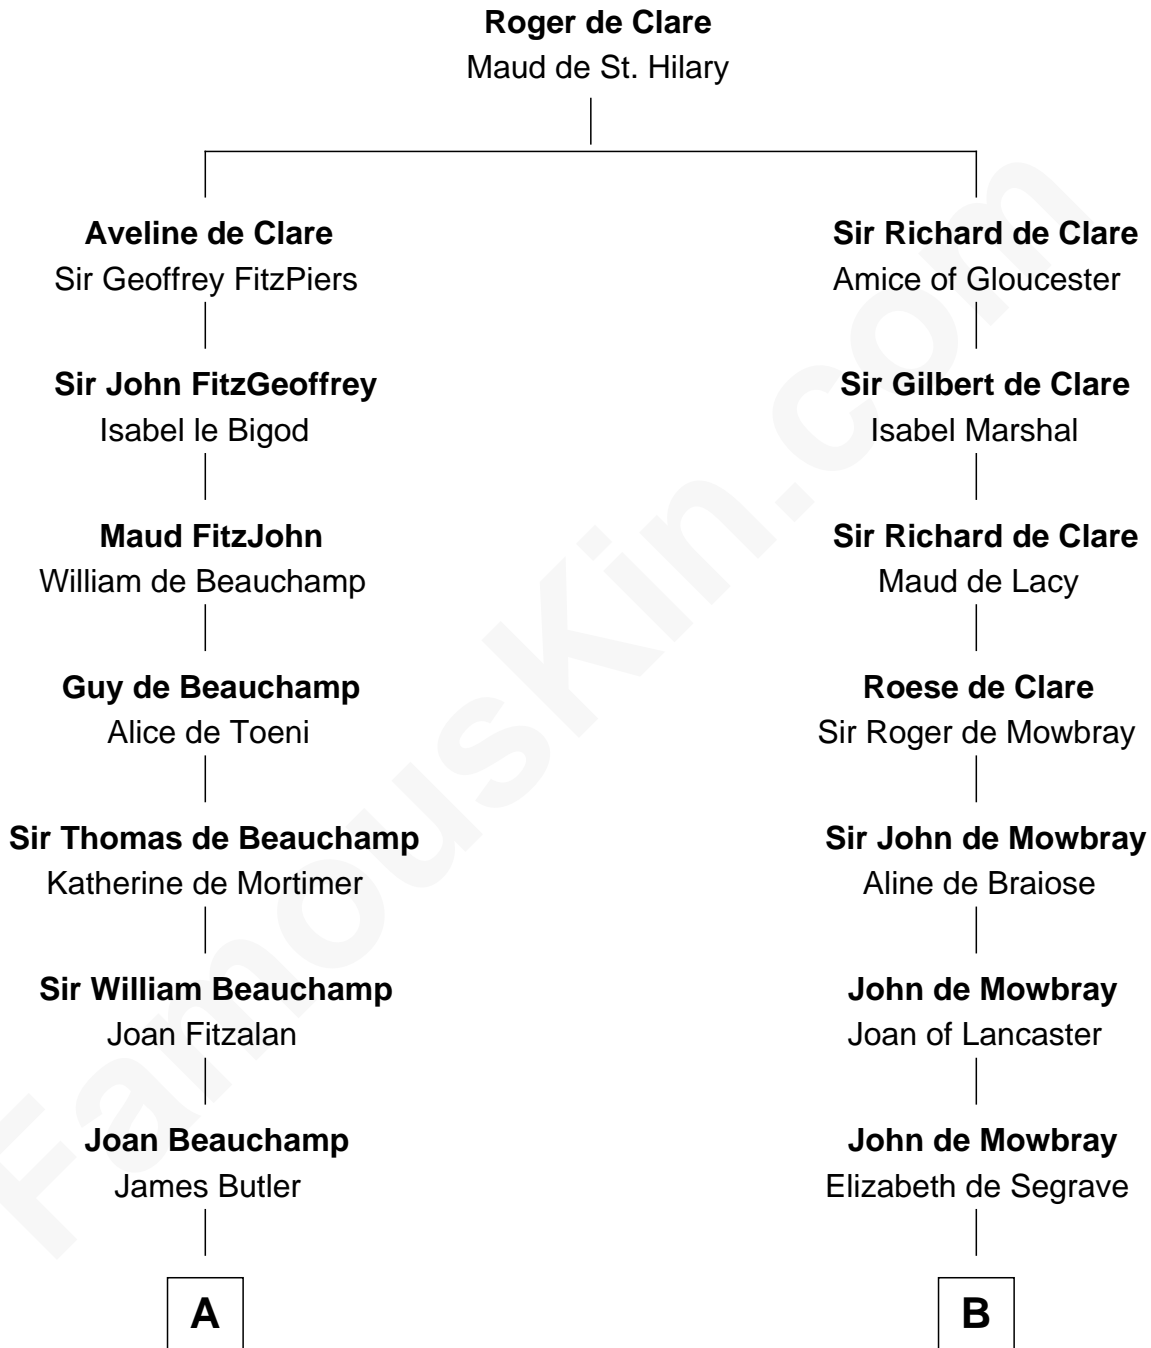 Roger de Clare
Maud de St. Hilary
Aveline de Clare
Sir Geoffrey FitzPiers
Sir Richard de Clare
Amice of Gloucester
Sir John FitzGeoffrey
Isabel le Bigod
Sir Gilbert de Clare
Isabel Marshal
Maud FitzJohn
William de Beauchamp
Sir Richard de Clare
Maud de Lacy
Guy de Beauchamp
Alice de Toeni
Roese de Clare
Sir Roger de Mowbray
Sir Thomas de Beauchamp
Katherine de Mortimer
Sir John de Mowbray
Aline de Braiose
Sir William Beauchamp
Joan Fitzalan
John de Mowbray
Joan of Lancaster
Joan Beauchamp
James Butler
John de Mowbray
Elizabeth de Segrave
A
B
FamousKin.com